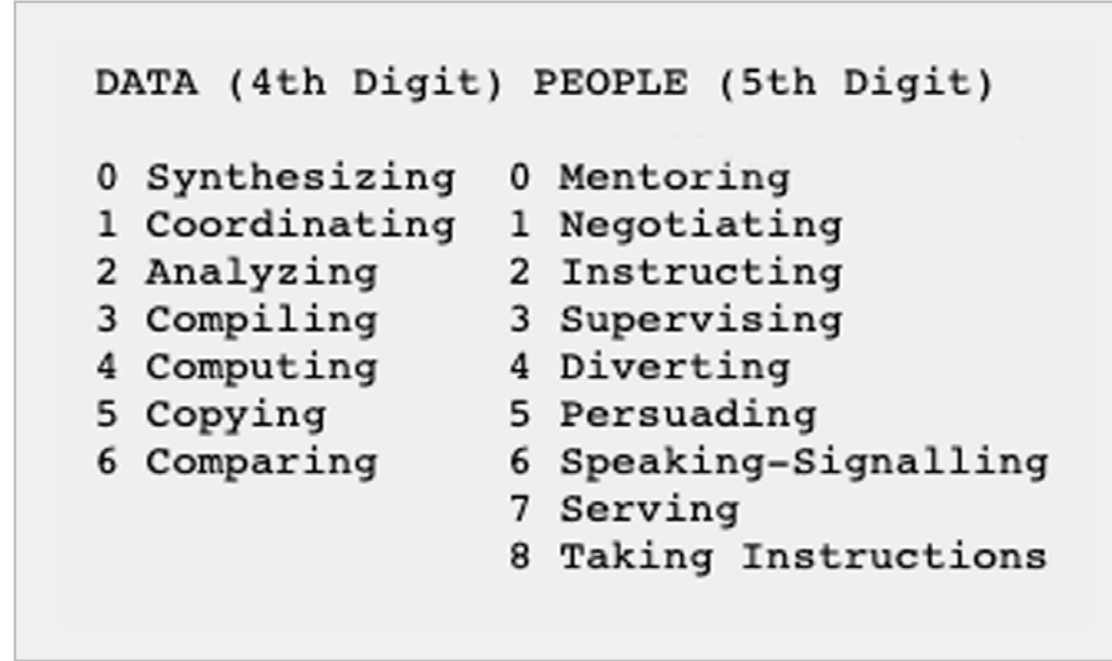 DATA (4th Digit) PEOPLE (5th Digit)
0 Synthesizing 0 Mentoring
1 Coordinating 1 Negotiating
2 Analyzing 2 Instructing
3 Compiling 3 Supervising
4 Computing 4 Diverting
5 Copying 5 Persuading
6 Comparing 6 Speaking-Signalling
7 Serving
8 Taking Instructions